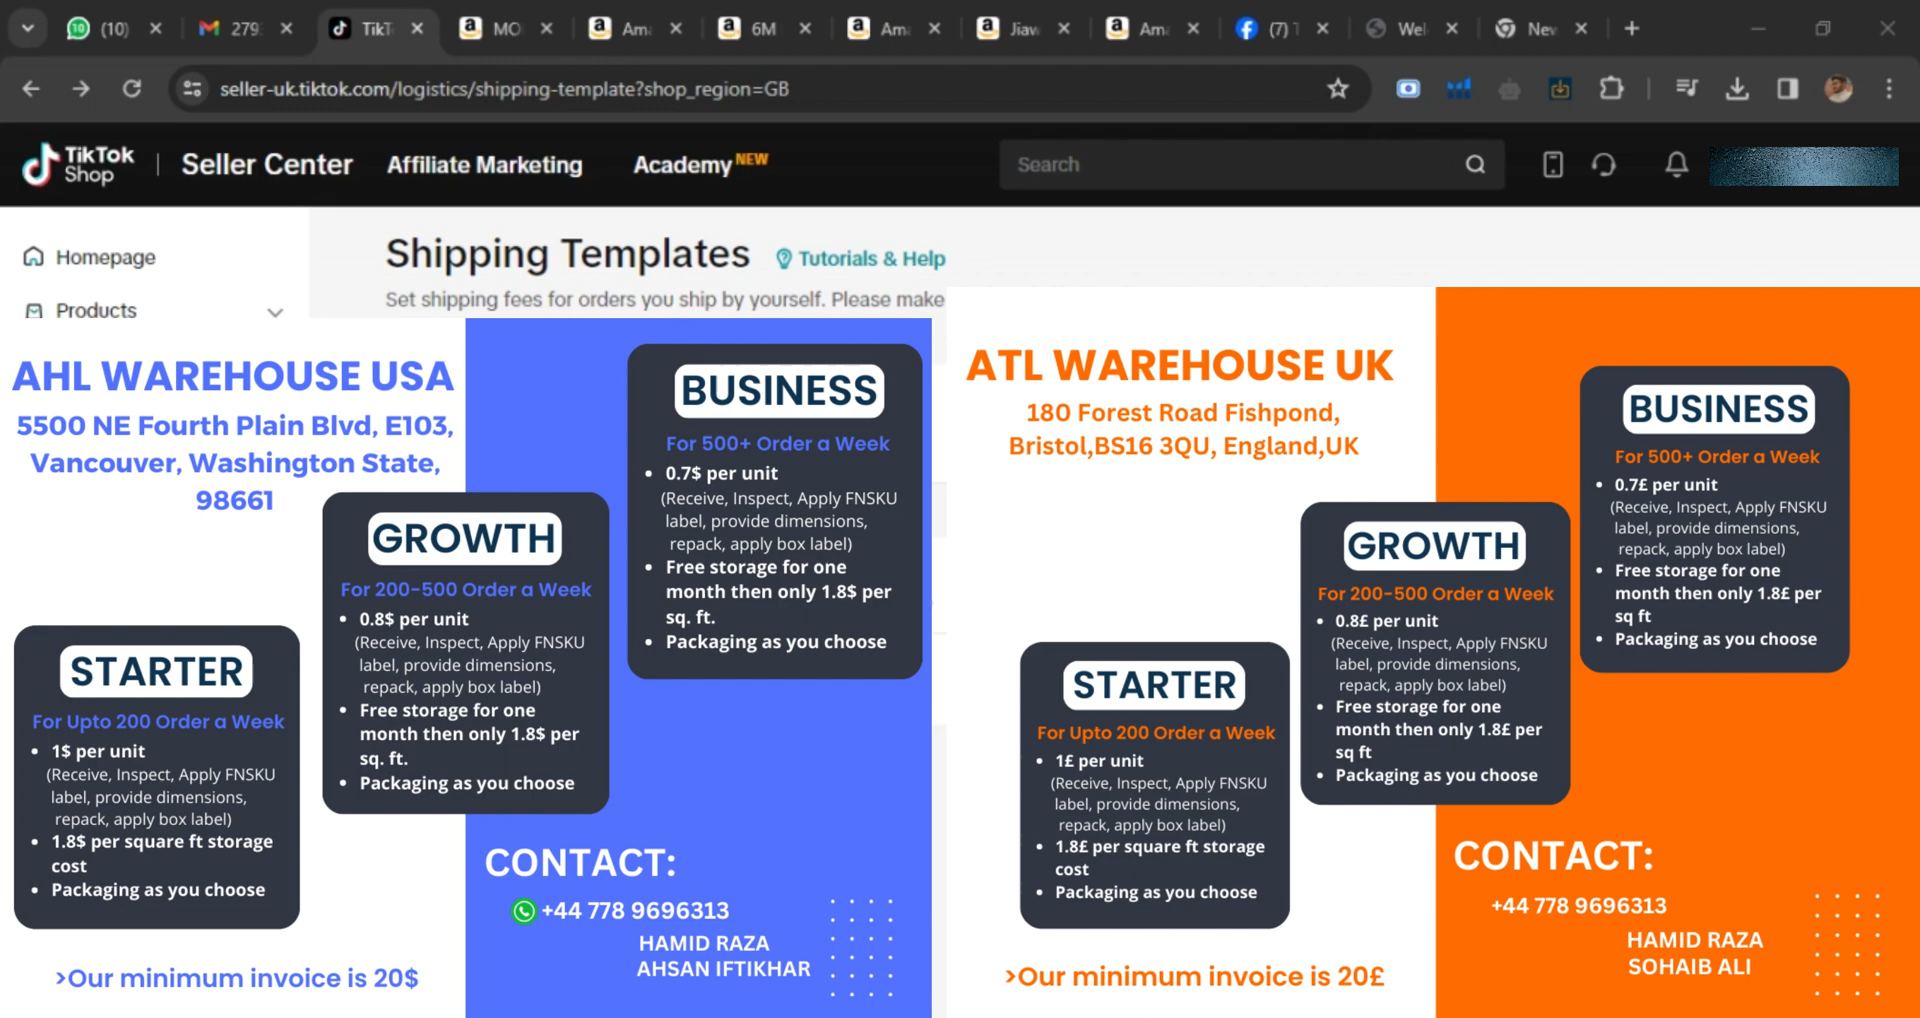 (10)
279
TikT
MO
Am
6M
Am
Jiaw
Am
(7) T
Wel
New
seller-uk.tiktok.com/logistics/shipping-template?shop_region=GB
TikTok
Shop
Seller Center
Affiliate Marketing
Academy NEW
Search
Homepage
Products
Shipping Templates
Tutorials & Help
Set shipping fees for orders you ship by yourself. Please make
AHL WAREHOUSE USA
5500 NE Fourth Plain Blvd, E103,
Vancouver, Washington State,
98661
STARTER
For Upto 200 Order a Week
• 1$ per unit
(Receive, Inspect, Apply FNSKU
label, provide dimensions,
repack, apply box label)
• 1.8$ per square ft storage
cost
• Packaging as you choose
GROWTH
For 200-500 Order a Week
• 0.8$ per unit
(Receive, Inspect, Apply FNSKU
label, provide dimensions,
repack, apply box label)
• Free storage for one
month then only 1.8$ per
sq. ft.
• Packaging as you choose
BUSINESS
For 500+ Order a Week
• 0.7$ per unit
(Receive, Inspect, Apply FNSKU
label, provide dimensions,
repack, apply box label)
• Free storage for one
month then only 1.8$ per
sq. ft.
• Packaging as you choose
CONTACT:
+44 778 9696313
HAMID RAZA
AHSAN IFTIKHAR
>Our minimum invoice is 20$
ATL WAREHOUSE UK
180 Forest Road Fishpond,
Bristol,BS16 3QU, England,UK
STARTER
For Upto 200 Order a Week
• 1£ per unit
(Receive, Inspect, Apply FNSKU
label, provide dimensions,
repack, apply box label)
• 1.8£ per square ft storage
cost
• Packaging as you choose
GROWTH
For 200-500 Order a Week
• 0.8£ per unit
(Receive, Inspect, Apply FNSKU
label, provide dimensions,
repack, apply box label)
• Free storage for one
month then only 1.8£ per
sq ft
• Packaging as you choose
BUSINESS
For 500+ Order a Week
• 0.7£ per unit
(Receive, Inspect, Apply FNSKU
label, provide dimensions,
repack, apply box label)
• Free storage for one
month then only 1.8£ per
sq ft
• Packaging as you choose
CONTACT:
+44 778 9696313
HAMID RAZA
SOHAIB ALI
>Our minimum invoice is 20£